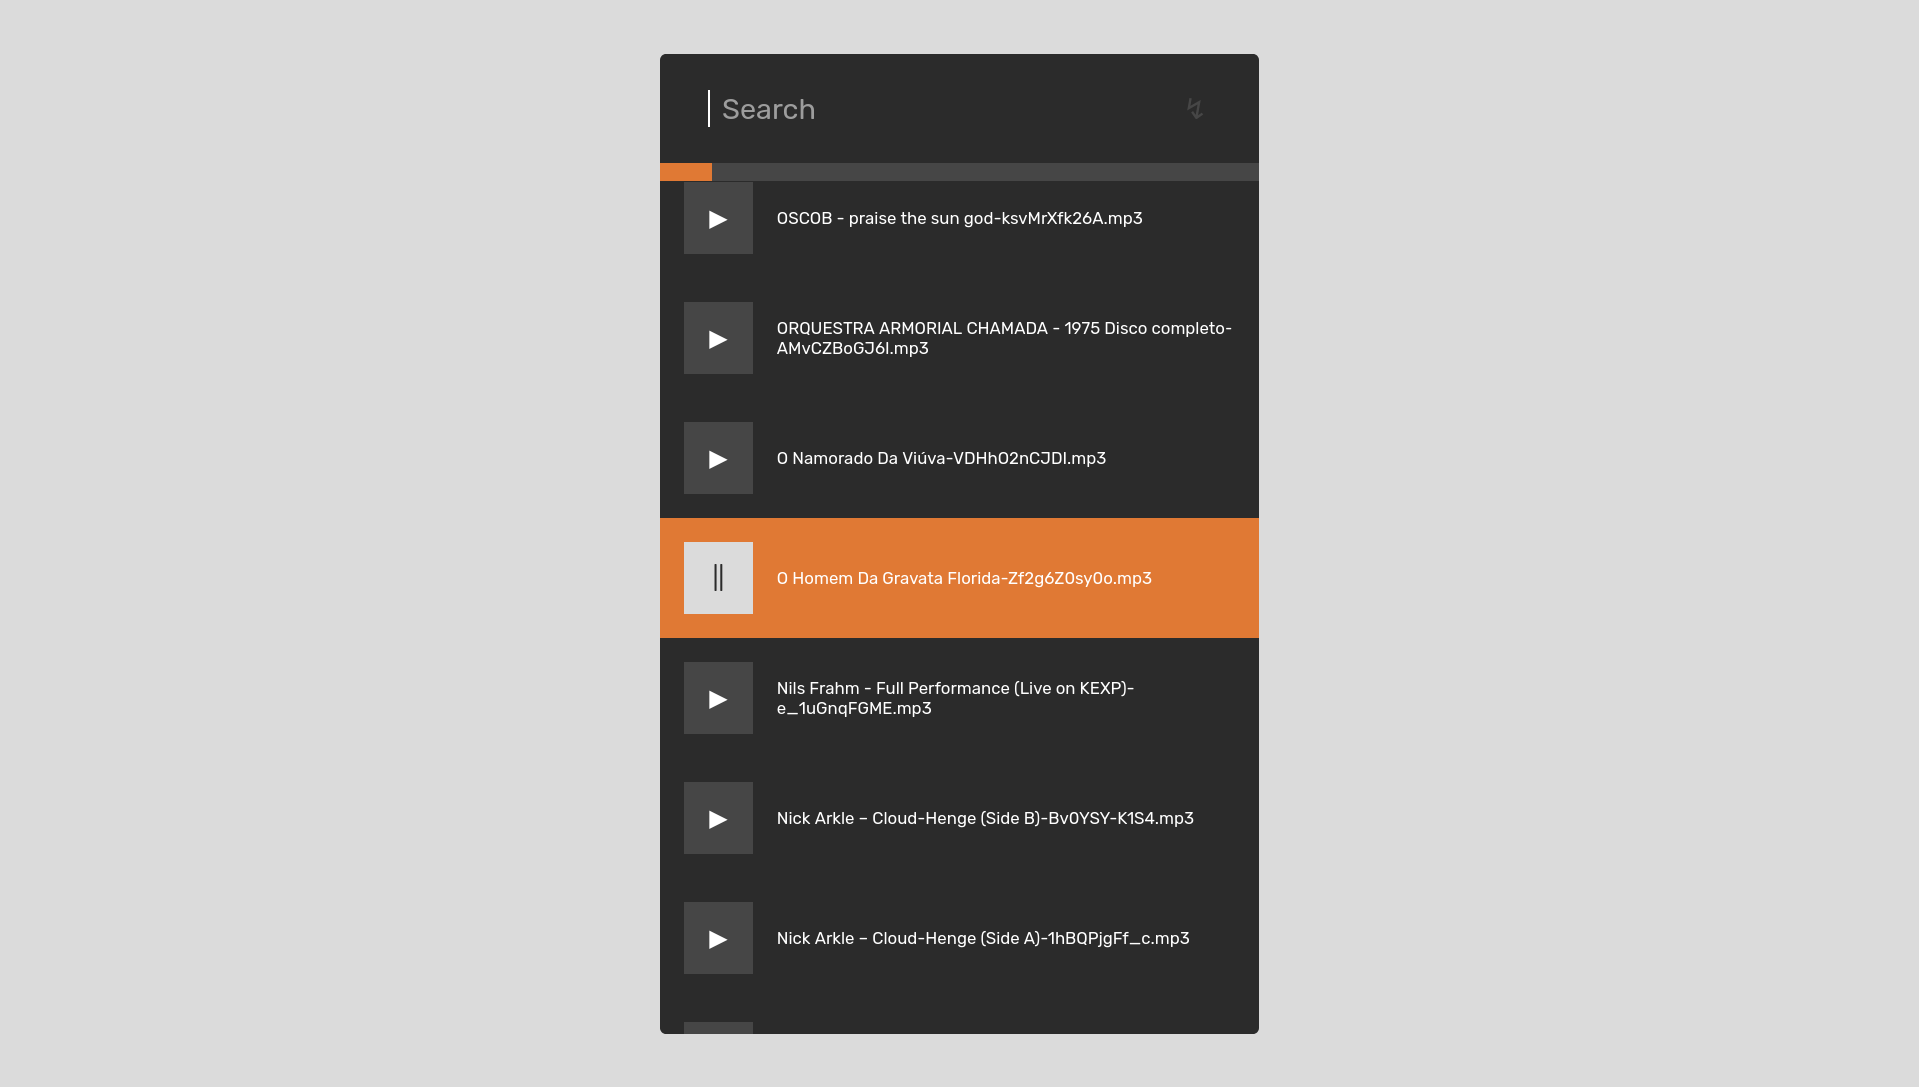 Search
OSCOB - praise the sun god-ksvMrXfk26A.mp3
ORQUESTRA ARMORIAL CHAMADA - 1975 Disco completo-
AMvCZBoGJ6I.mp3
O Namorado Da Viúva-VDHhO2nCJDI.mp3
O Homem Da Gravata Florida-Zf2g6Z0sy0o.mp3
Nils Frahm - Full Performance (Live on KEXP)-
e_1uGnqFGME.mp3
Nick Arkle – Cloud-Henge (Side B)-Bv0YSY-K1S4.mp3
Nick Arkle – Cloud-Henge (Side A)-1hBQPjgFf_c.mp3